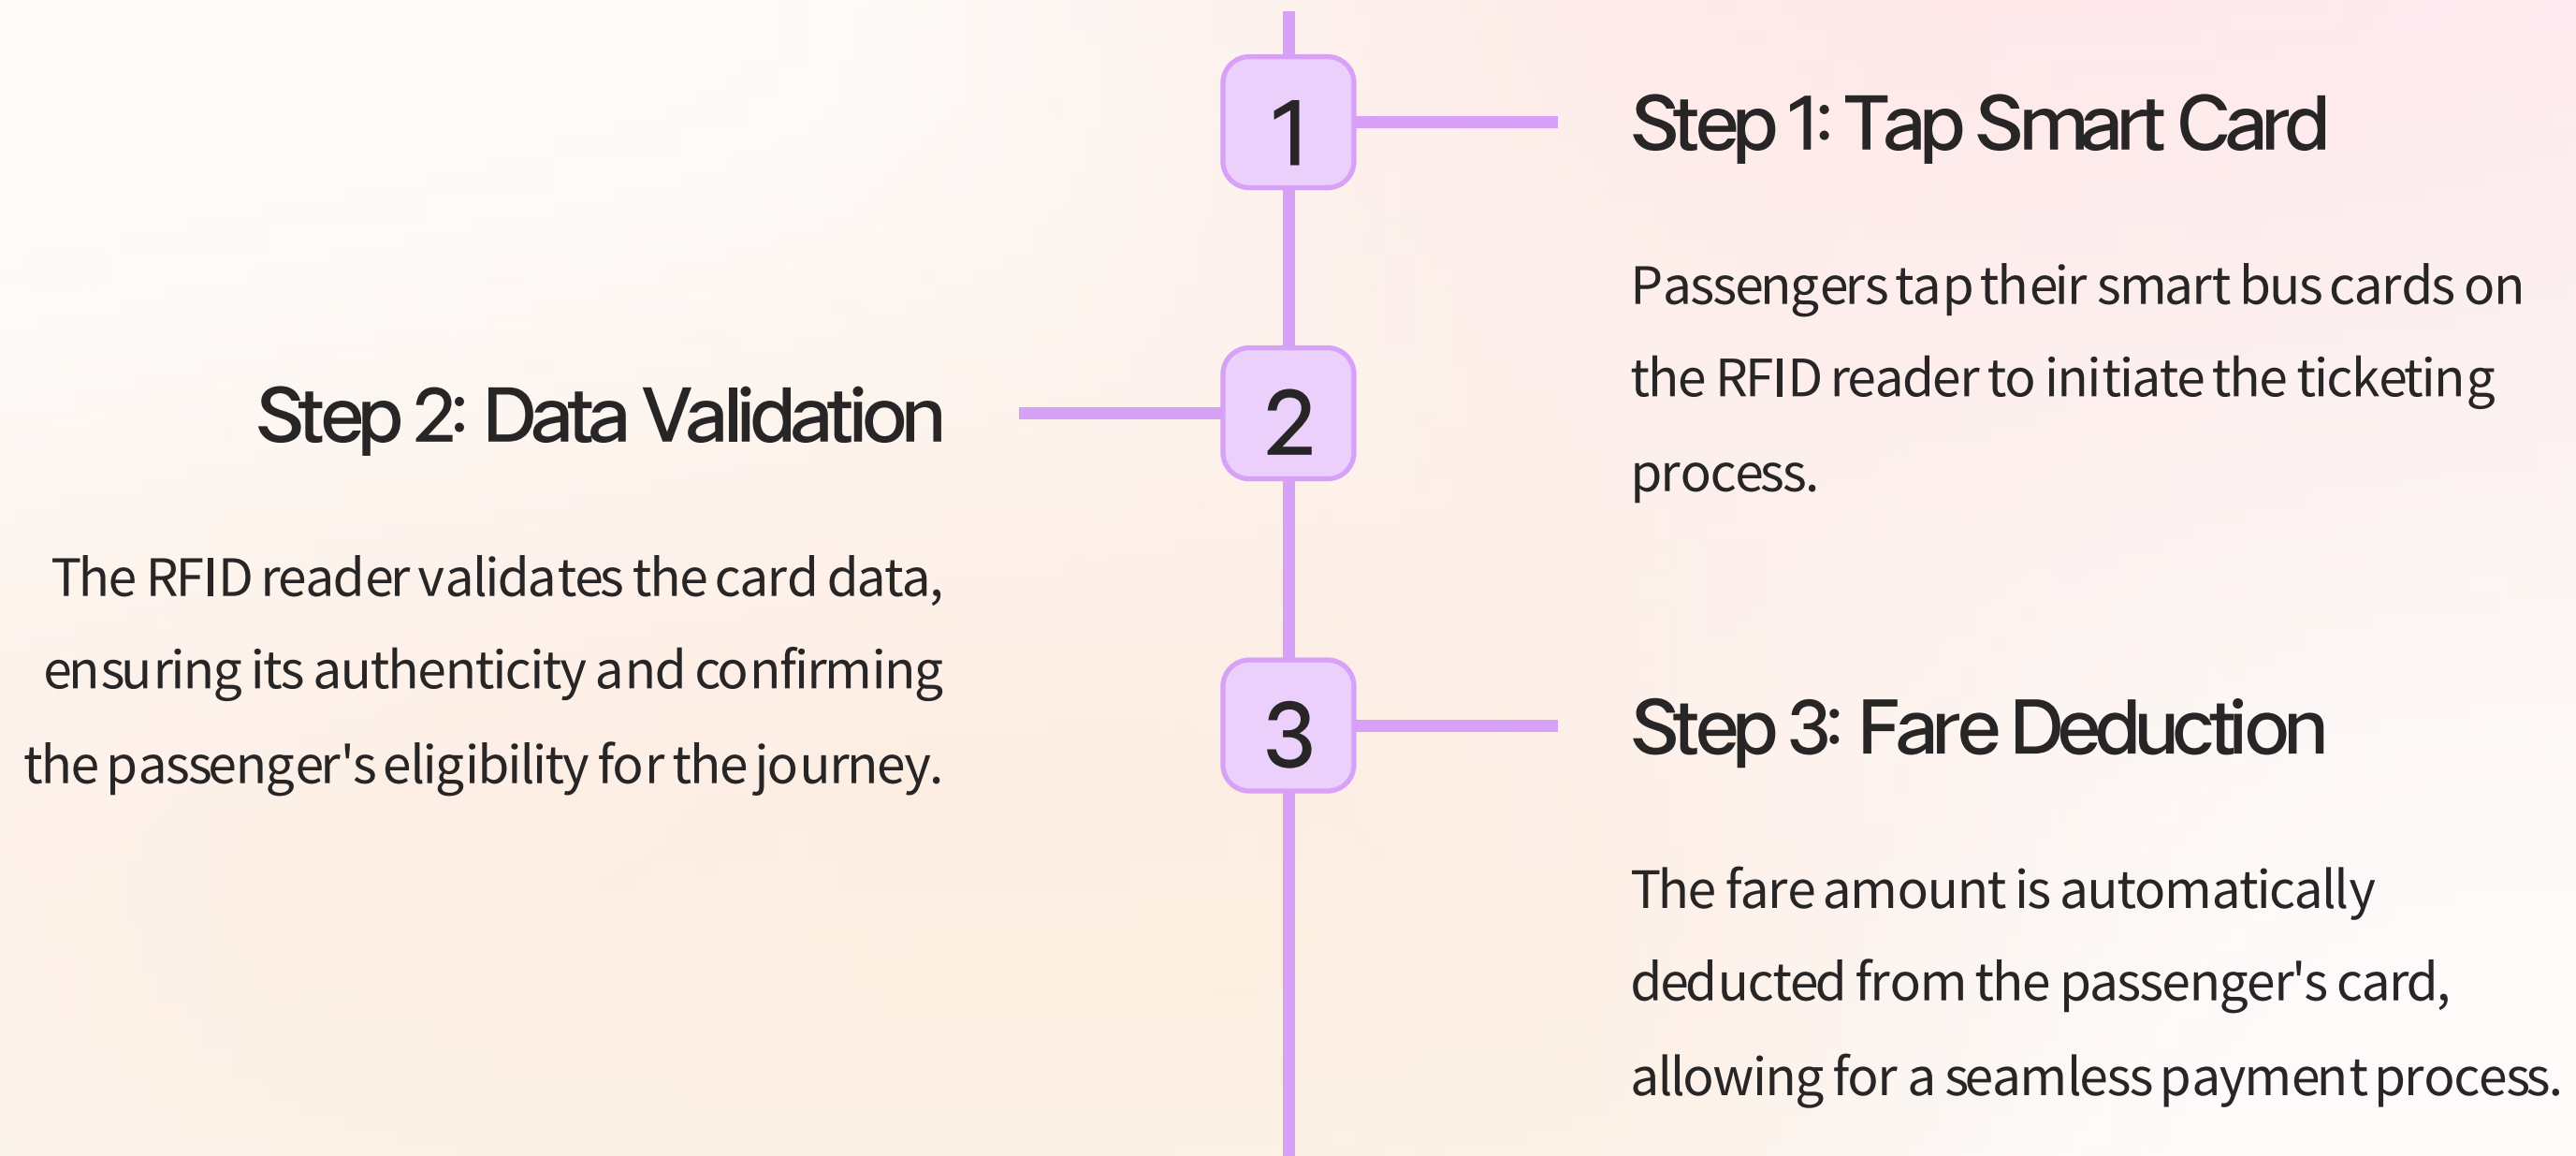 1
Step 1: Tap Smart Card
Passengers tap their smart bus cards on
the RFID reader to initiate the ticketing
process.
2
Step 2: Data Validation
The RFID reader validates the card data,
ensuring its authenticity and confirming
the passenger's eligibility for the journey.
3
Step 3: Fare Deduction
The fare amount is automatically
deducted from the passenger's card,
allowing for a seamless payment process.